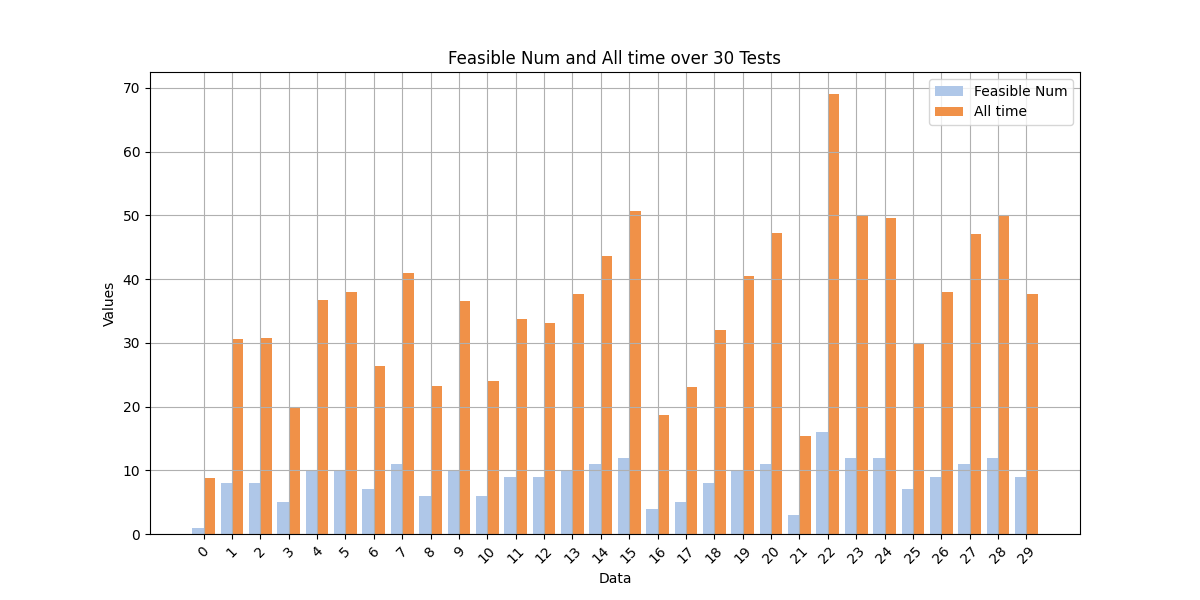 Feasible Num and All time over 30 Tests
Feasible Num
All time
Values
70
60
50
40
30
20
10
0
0 1 2 3 4 5 6 7 8 9 10 11 12 13 14 15 16 17 18 19 20 21 22 23 24 25 26 27 28 29
Data